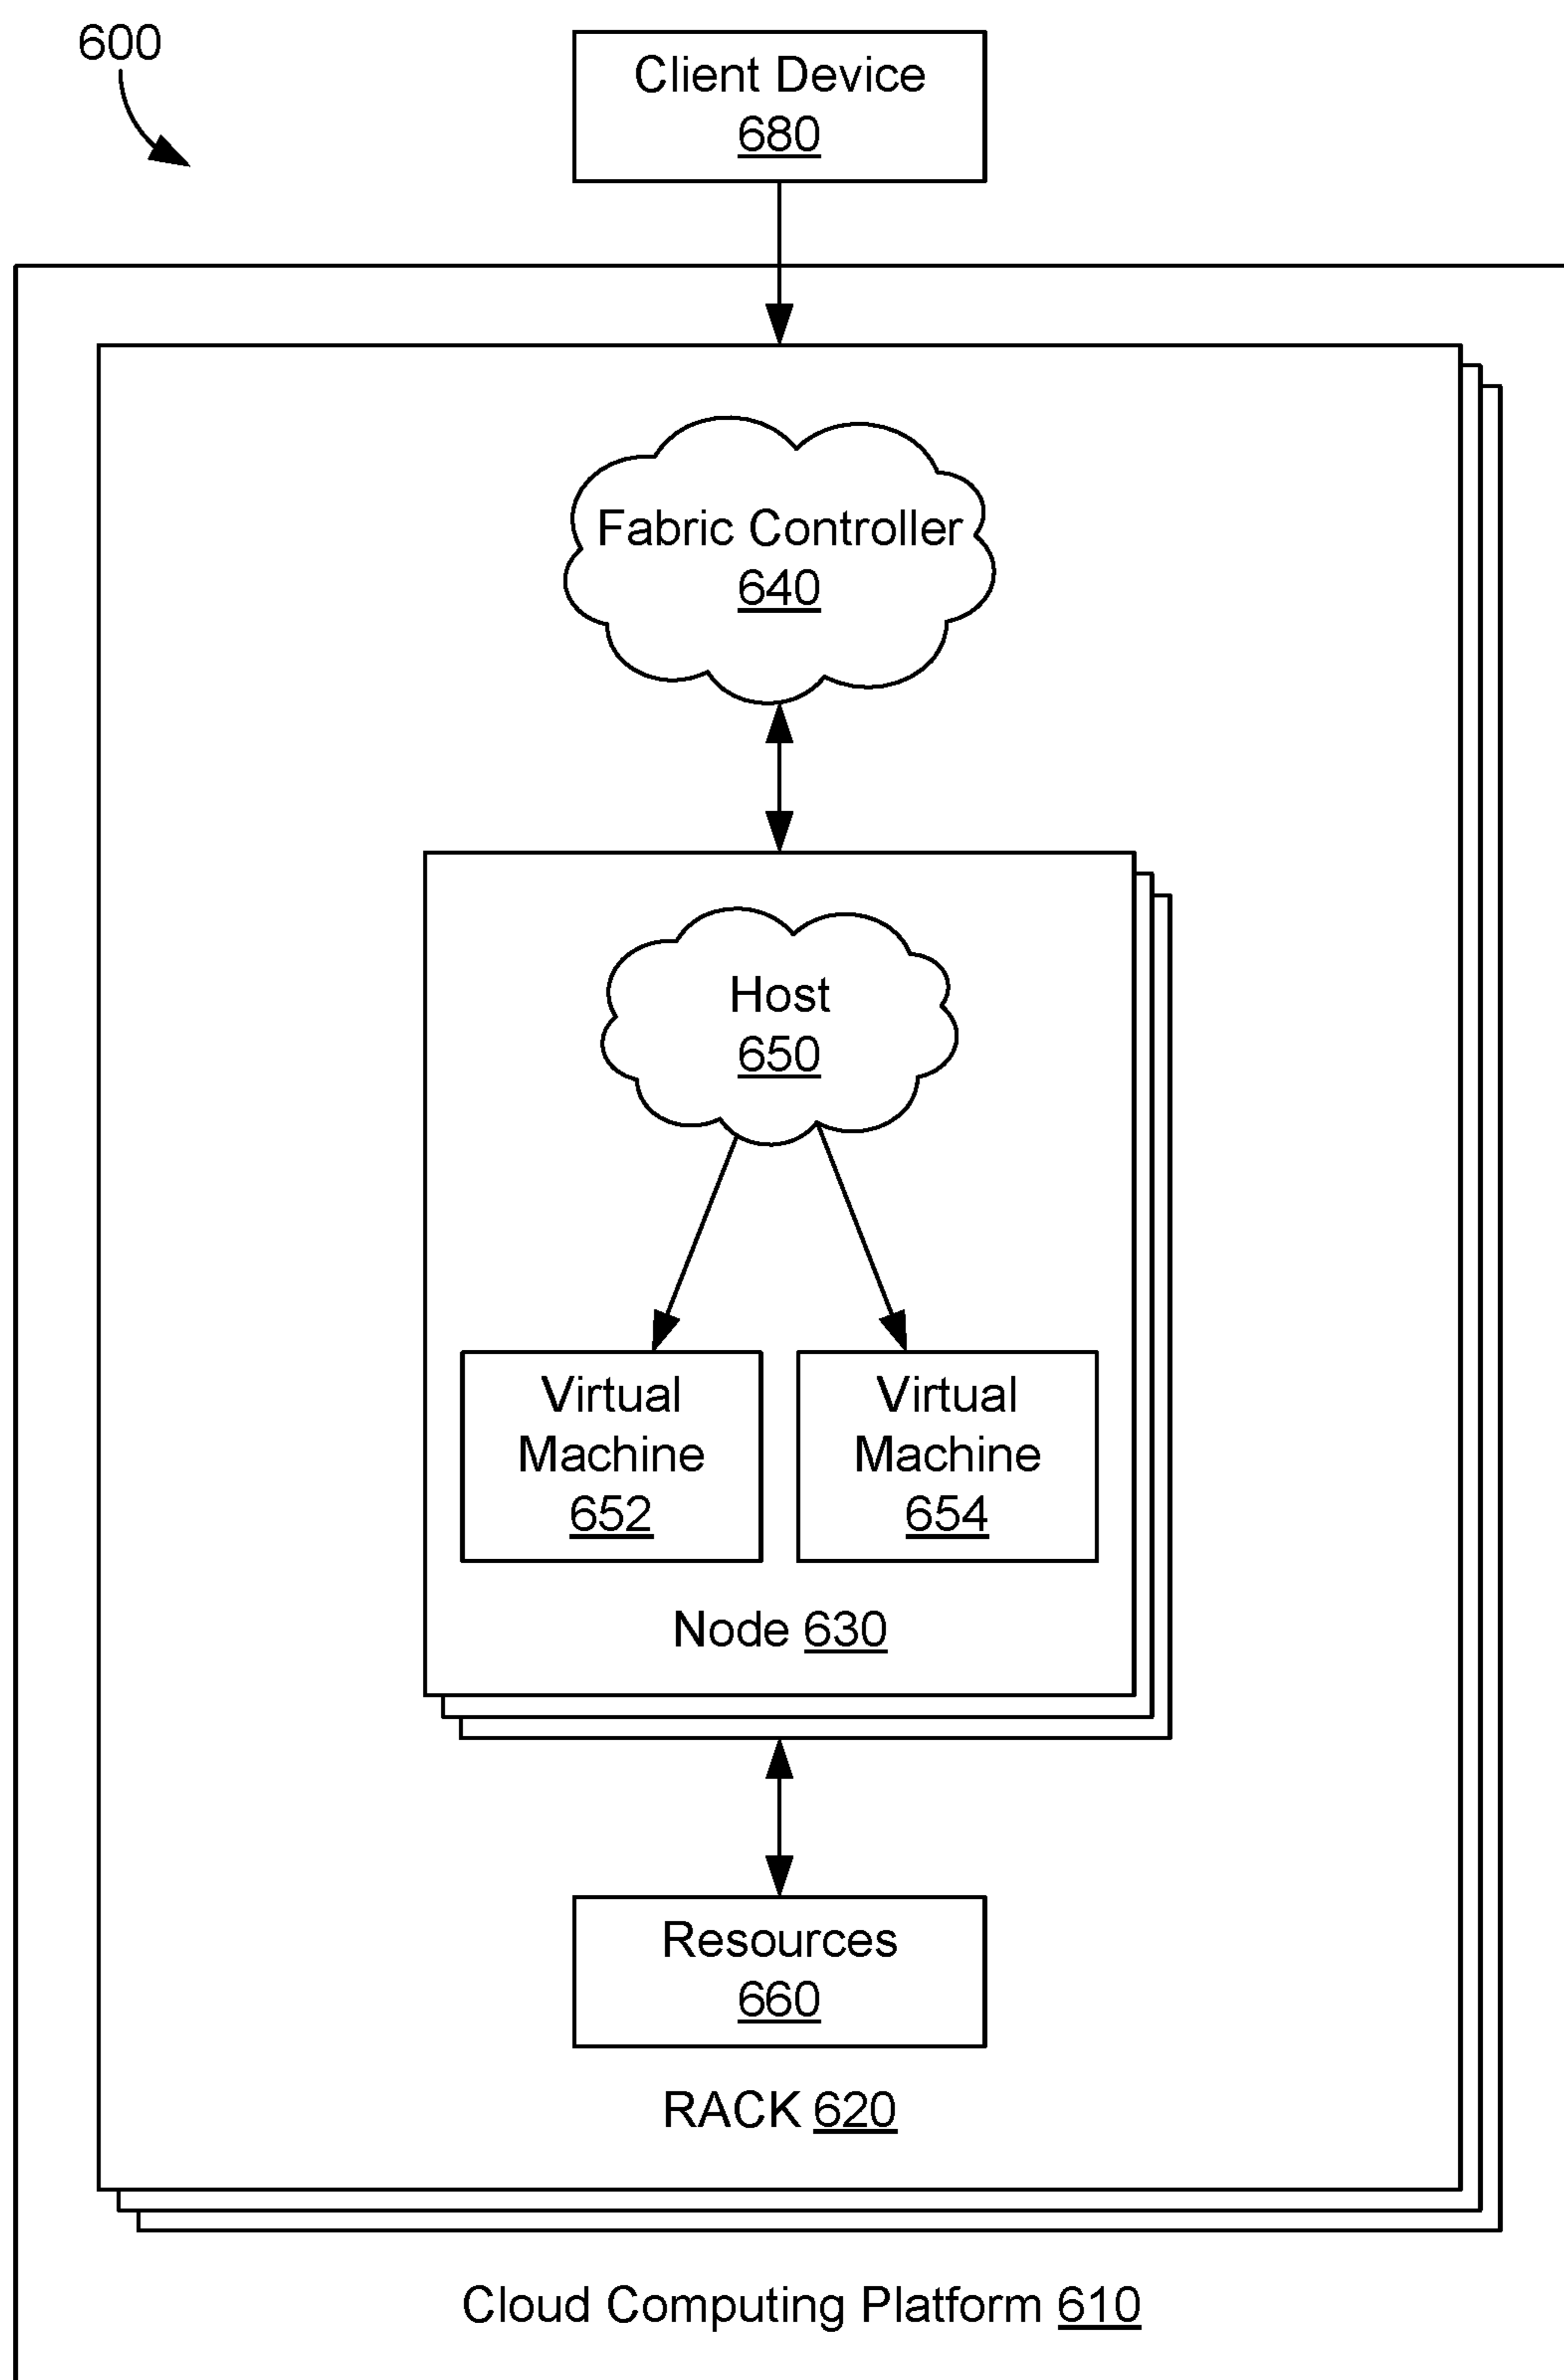 600
Client Device
680
Fabric Controller
640
Host
650
Virtual
Machine
652
Virtual
Machine
654
Node 630
Resources
660
RACK 620
Cloud Computing Platform 610